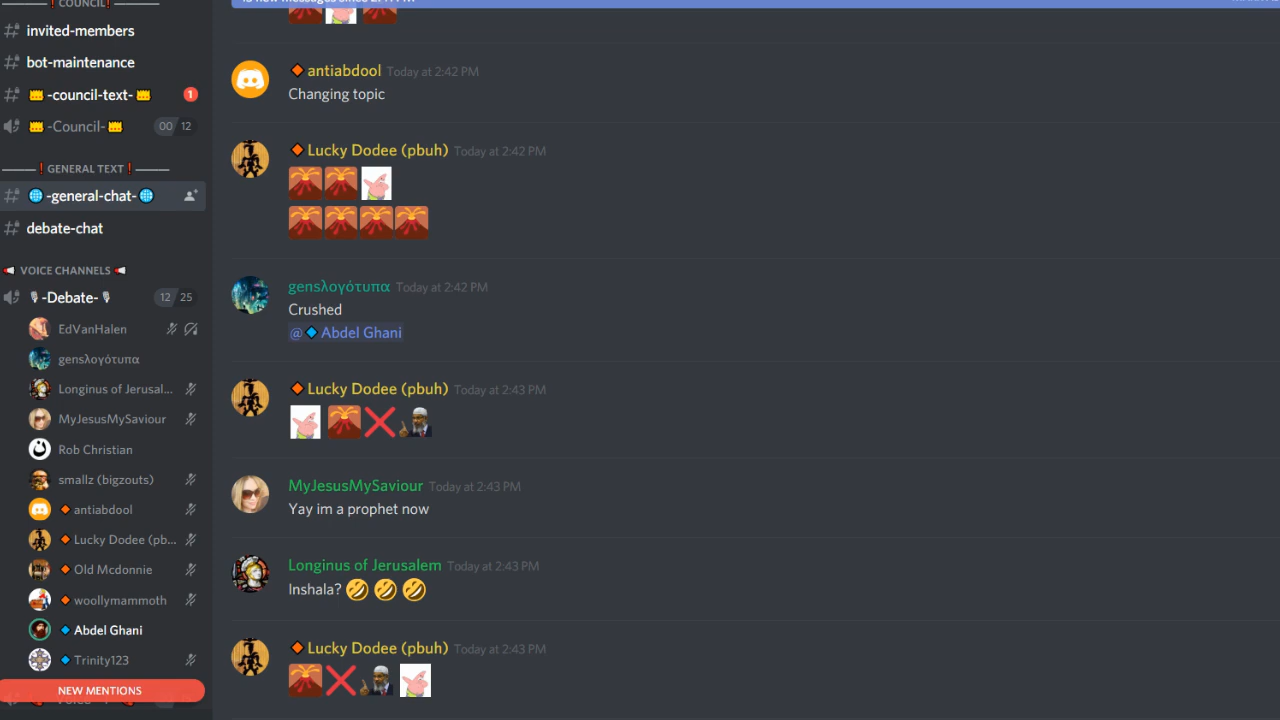 COUNCIL
invited-members
bot-maintenance
-council-text-
1
-Council-
00 12
GENERAL TEXT
-general-chat-
debate-chat
VOICE CHANNELS
-Debate-
12 25
EdVanHalen
gensλογότυπα
Longinus of Jerusal...
MyJesusMySaviour
Rob Christian
smallz (bigzouts)
antiabdool
Lucky Dodee (pb...
Old Mcdonnie
woollymammoth
Abdel Ghani
Trinity123
NEW MENTIONS
antiabdool Today at 2:42 PM
Changing topic
Lucky Dodee (pbuh) Today at 2:42 PM
gensλογότυπα Today at 2:42 PM
Crushed
@ Abdel Ghani
Lucky Dodee (pbuh) Today at 2:43 PM
MyJesusMySaviour Today at 2:43 PM
Yay im a prophet now
Longinus of Jerusalem Today at 2:43 PM
Inshala?
Lucky Dodee (pbuh) Today at 2:43 PM